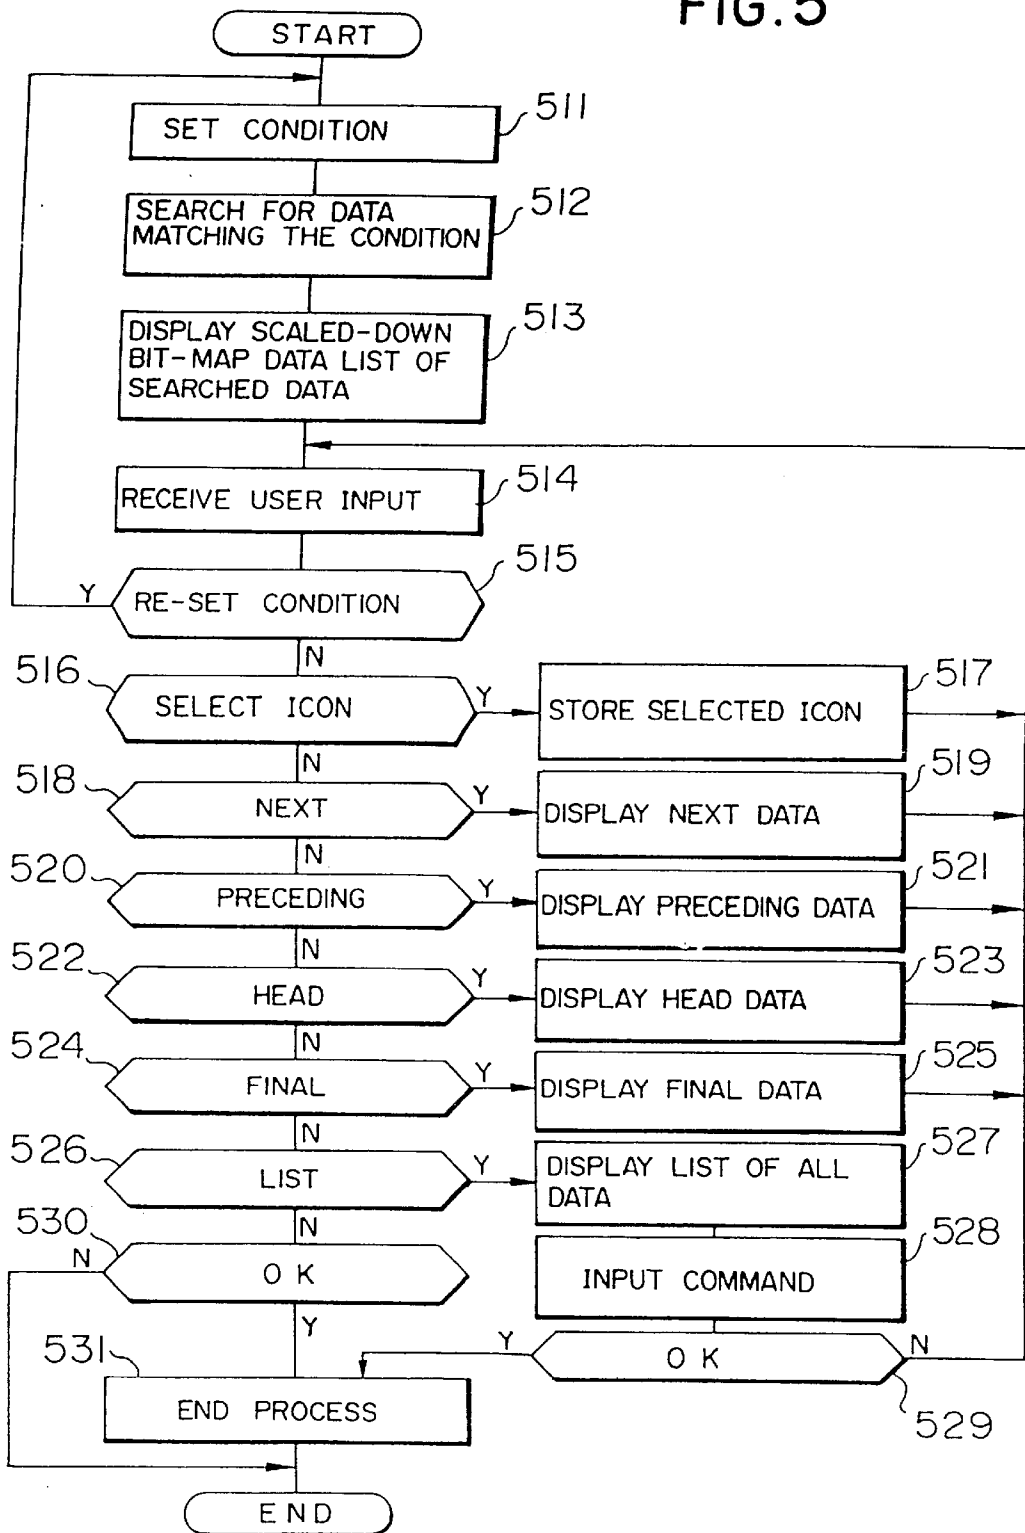 FIG. 5
START
SET CONDITION
511
SEARCH FOR DATA
MATCHING THE CONDITION
512
DISPLAY SCALED-DOWN
BIT-MAP DATA LIST OF
SEARCHED DATA
513
RECEIVE USER INPUT
514
RE-SET CONDITION
515
Y
N
516
SELECT ICON
Y
STORE SELECTED ICON
517
N
518
NEXT
Y
DISPLAY NEXT DATA
519
N
520
PRECEDING
Y
DISPLAY PRECEDING DATA
521
N
522
HEAD
Y
DISPLAY HEAD DATA
523
N
524
FINAL
Y
DISPLAY FINAL DATA
525
N
526
LIST
Y
DISPLAY LIST OF ALL
DATA
527
N
530
N
OK
Y
INPUT COMMAND
528
Y
OK
N
529
531
END PROCESS
END